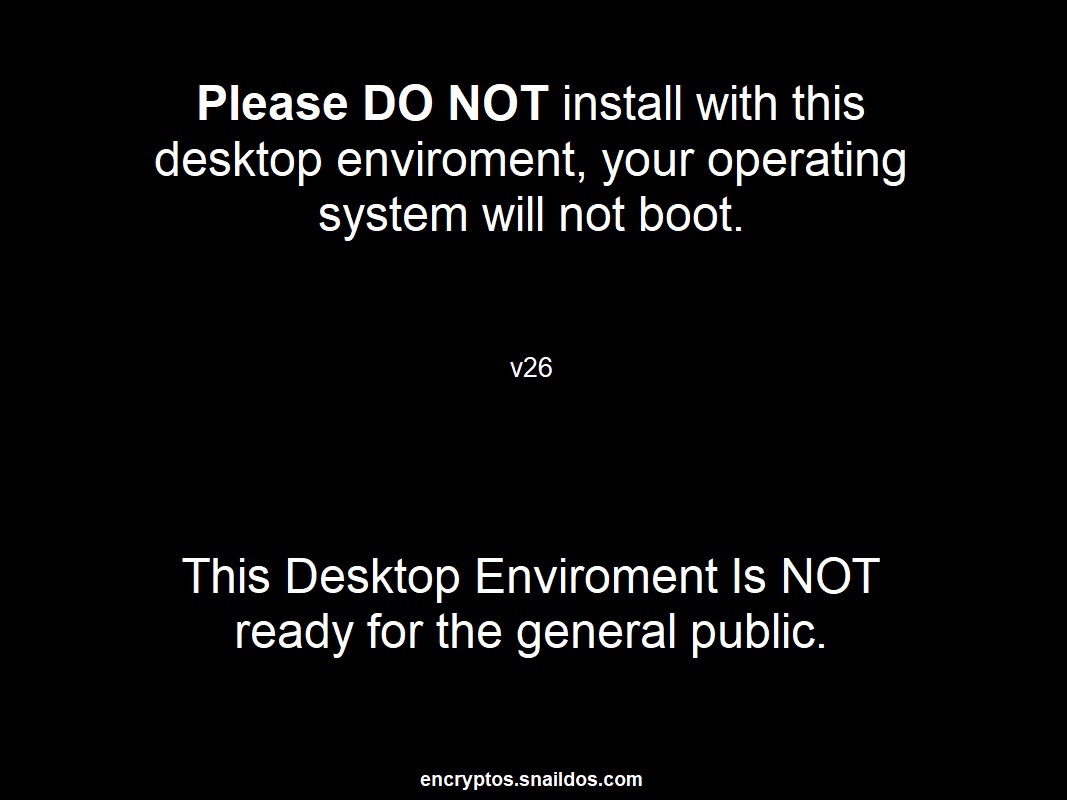 Please DO NOT install with this
desktop enviroment, your operating
system will not boot.
v26
This Desktop Enviroment Is NOT
ready for the general public.
encryptos.snaildos.com